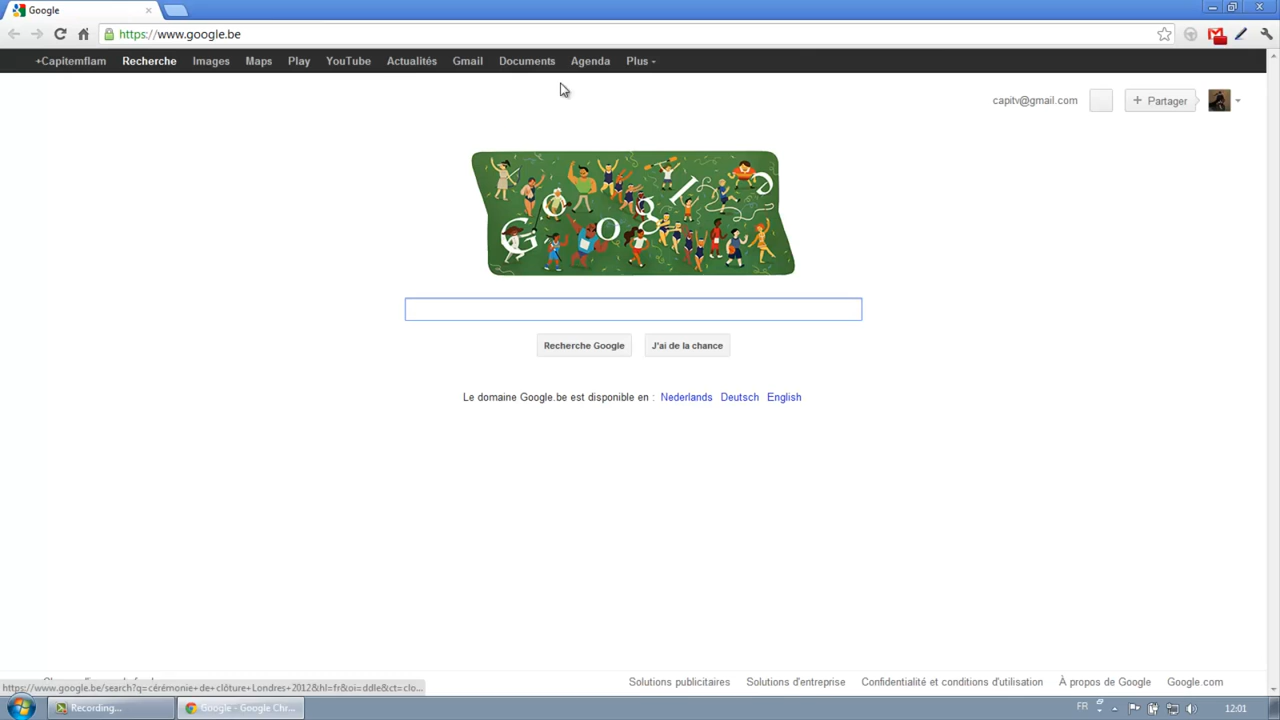 Google
https://www.google.be
+Capitemflam Recherche Images Maps Play YouTube Actualités Gmail Documents Agenda Plus
capitv@gmail.com + Partager
Google
Recherche Google J'ai de la chance
Le domaine Google.be est disponible en : Nederlands Deutsch English
Solutions publicitaires Solutions d'entreprise Confidentialité et conditions d'utilisation À propos de Google Google.com
https://www.google.be/search?q=cérémonie+de+clôture+Londres+2012&hl=fr&oi=ddle&ct=clo...
Recording... Google - Google Chr... FR 12:01